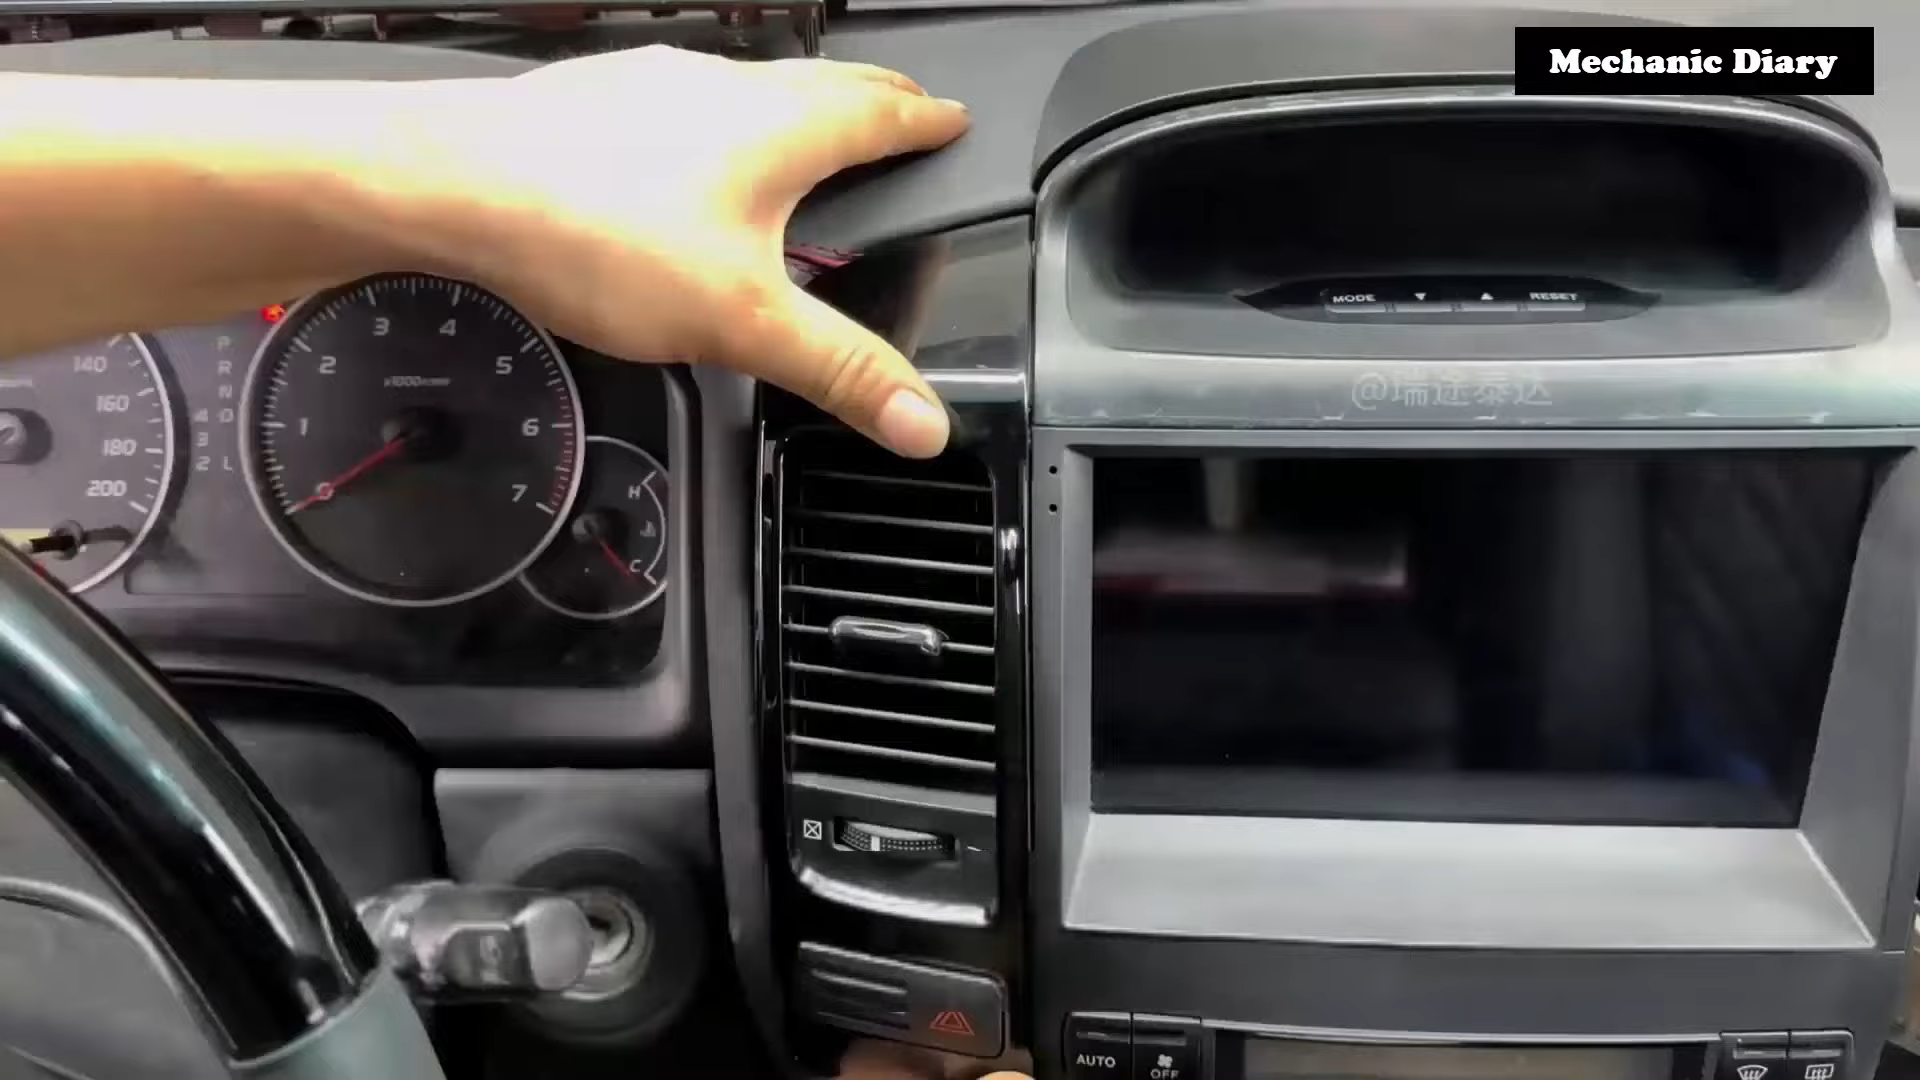 Mechanic Diary
MODE ▼ ▲ RESET
@瑞途泰达
140
160
180
200
P
R
N
D
4
3
2 L
x1000r/min
0
1
2
3
4
5
6
7
H
C
AUTO
OFF